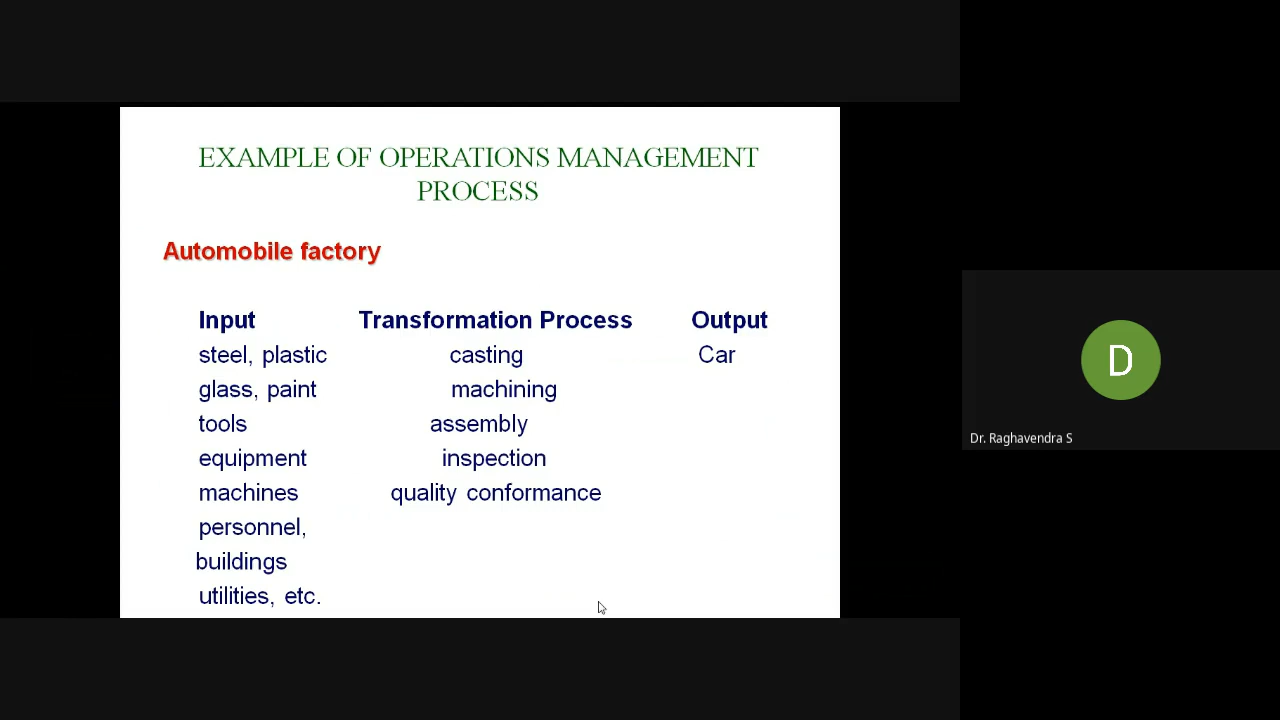 EXAMPLE OF OPERATIONS MANAGEMENT
PROCESS
Automobile factory
Input Transformation Process Output
steel, plastic casting Car
glass, paint machining
tools assembly
equipment inspection
machines quality conformance
personnel,
buildings
utilities, etc.
D
Dr. Raghavendra S